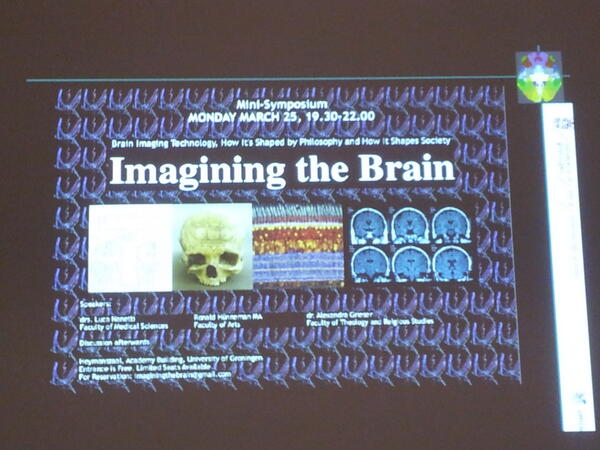 Mini-Symposium
MONDAY MARCH 25, 19.30-22.00
Brain Imaging Technology, How It's Shaped by Philosophy and How It Shapes Society
Imagining the Brain
Speakers:
drs. Luca Nanetti
Faculty of Medical Sciences
Ronald Hünneman MA
Faculty of Arts
dr. Alexandra Grieser
Faculty of Theology and Religious Studies
Discussion afterwards
Heymanszaal, Academy Building, University of Groningen
Entrance is Free. Limited Seats Available
For Reservation: imaginingthebrain@gmail.com